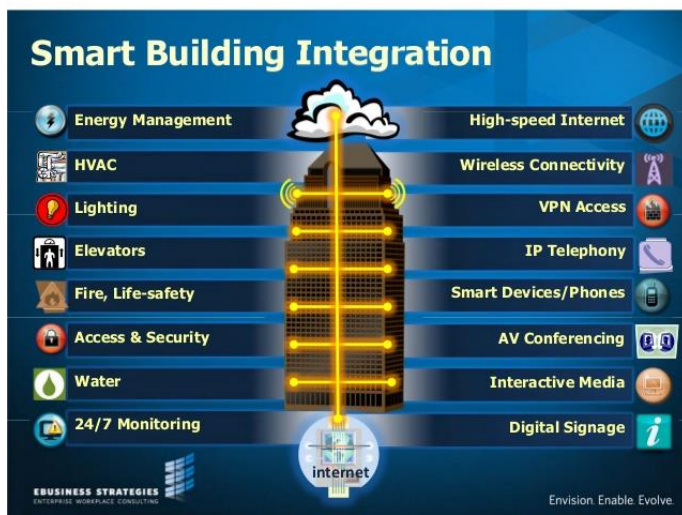 Smart Building Integration
Energy Management
HVAC
Lighting
Elevators
Fire, Life-safety
Access & Security
Water
24/7 Monitoring
High-speed Internet
Wireless Connectivity
VPN Access
IP Telephony
Smart Devices/Phones
AV Conferencing
Interactive Media
Digital Signage
internet
EBUSINESS STRATEGIES
ENTERPRISE WORKPLACE CONSULTING
Envision. Enable. Evolve.